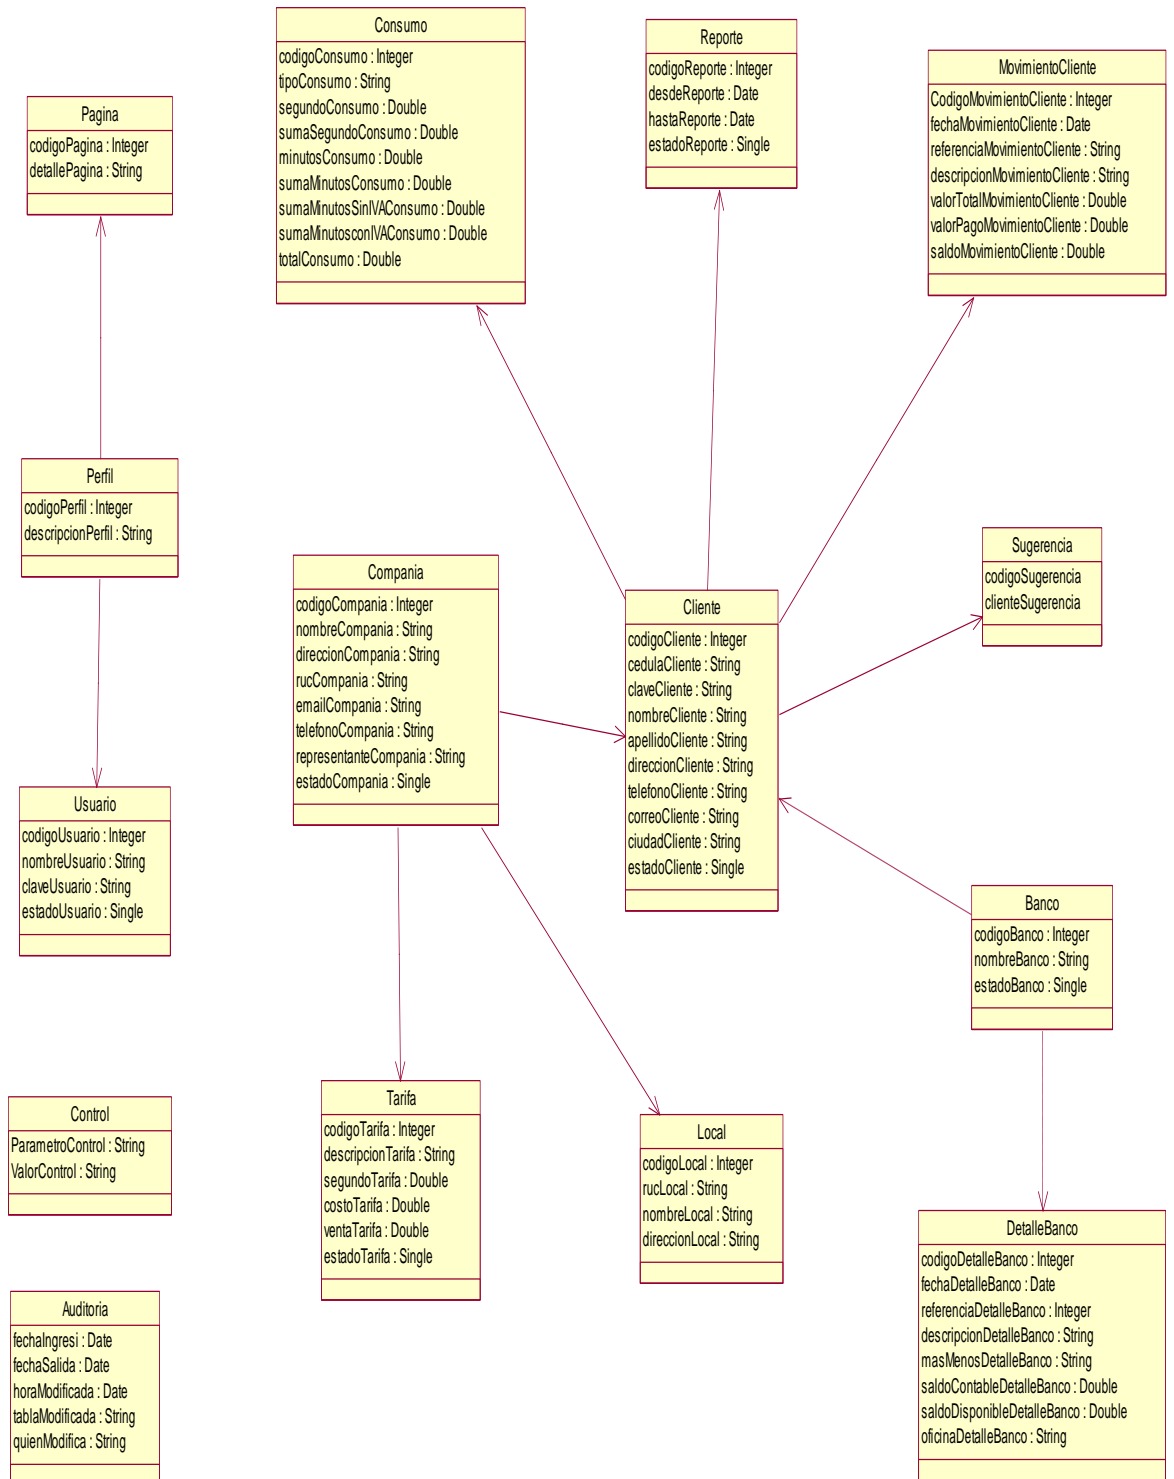 Consumo
codigoConsumo : Integer
tipoConsumo : String
segundoConsumo : Double
sumaSegundoConsumo : Double
minutosConsumo : Double
sumaMinutosConsumo : Double
sumaMinutosSinIVAConsumo : Double
sumaMinutosconIVAConsumo : Double
totalConsumo : Double
Reporte
codigoReporte : Integer
desdeReporte : Date
hastaReporte : Date
estadoReporte : Single
MovimientoCliente
CodigoMovimientoCliente : Integer
fechaMovimientoCliente : Date
referenciaMovimientoCliente : String
descripcionMovimientoCliente : String
valorTotalMovimientoCliente : Double
valorPagoMovimientoCliente : Double
saldoMovimientoCliente : Double
Pagina
codigoPagina : Integer
detallePagina : String
Perfil
codigoPerfil : Integer
descripcionPerfil : String
Compania
codigoCompania : Integer
nombreCompania : String
direccionCompania : String
rucCompania : String
emailCompania : String
telefonoCompania : String
representanteCompania : String
estadoCompania : Single
Cliente
codigoCliente : Integer
cedulaCliente : String
claveCliente : String
nombreCliente : String
apellidoCliente : String
direccionCliente : String
telefonoCliente : String
correoCliente : String
ciudadCliente : String
estadoCliente : Single
Sugerencia
codigoSugerencia
clienteSugerencia
Usuario
codigoUsuario : Integer
nombreUsuario : String
claveUsuario : String
estadoUsuario : Single
Banco
codigoBanco : Integer
nombreBanco : String
estadoBanco : Single
Control
ParametroControl : String
ValorControl : String
Tarifa
codigoTarifa : Integer
descripcionTarifa : String
segundoTarifa : Double
costoTarifa : Double
ventaTarifa : Double
estadoTarifa : Single
Local
codigoLocal : Integer
rucLocal : String
nombreLocal : String
direccionLocal : String
DetalleBanco
codigoDetalleBanco : Integer
fechaDetalleBanco : Date
referenciaDetalleBanco : Integer
descripcionDetalleBanco : String
masMenosDetalleBanco : String
saldoContableDetalleBanco : Double
saldoDisponibleDetalleBanco : Double
oficinaDetalleBanco : String
Auditoria
fechaIngresi : Date
fechaSalida : Date
horaModificada : Date
tablaModificada : String
quienModifica : String